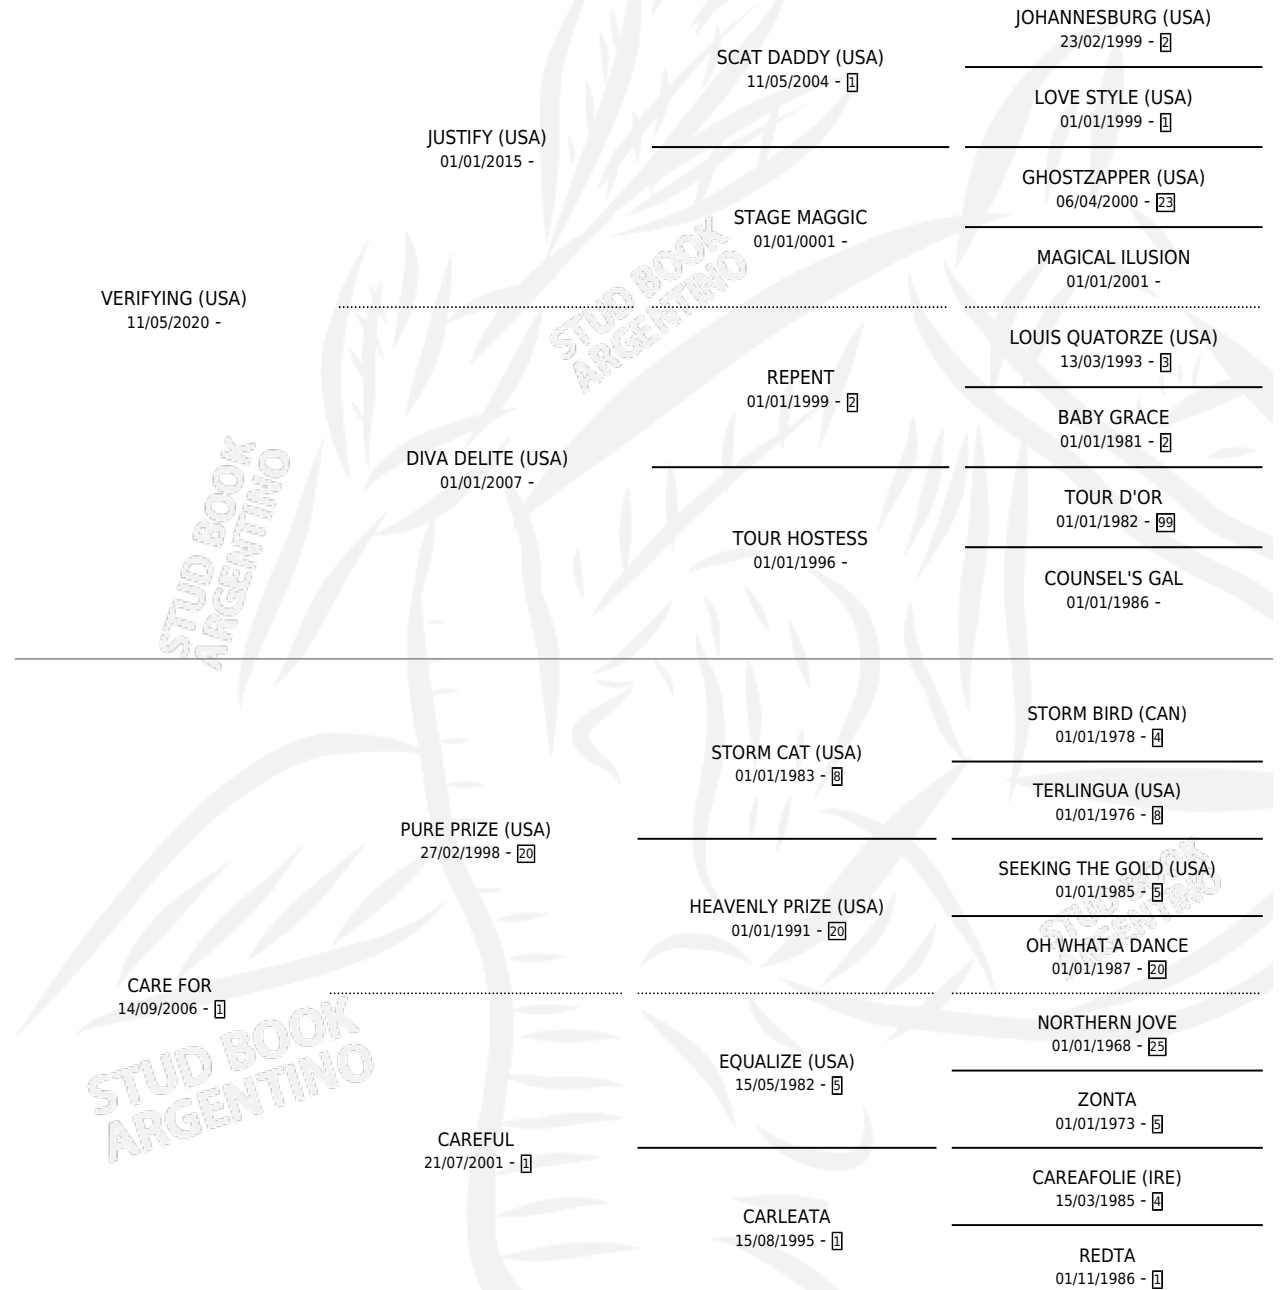 JOHANNESBURG (USA)
23/02/1999 - 2
SCAT DADDY (USA)
11/05/2004 - 1
LOVE STYLE (USA)
01/01/1999 - 1
JUSTIFY (USA)
01/01/2015 -
GHOSTZAPPER (USA)
06/04/2000 - 23
STAGE MAGGIC
01/01/0001 -
MAGICAL ILUSION
01/01/2001 -
VERIFYING (USA)
11/05/2020 -
LOUIS QUATORZE (USA)
13/03/1993 - 3
REPENT
01/01/1999 - 2
BABY GRACE
01/01/1981 - 2
DIVA DELITE (USA)
01/01/2007 -
TOUR D'OR
01/01/1982 - 99
TOUR HOSTESS
01/01/1996 -
COUNSEL'S GAL
01/01/1986 -
STORM BIRD (CAN)
01/01/1978 - 4
STORM CAT (USA)
01/01/1983 - 8
TERLINGUA (USA)
01/01/1976 - 8
PURE PRIZE (USA)
27/02/1998 - 20
SEEKING THE GOLD (USA)
01/01/1985 - 5
HEAVENLY PRIZE (USA)
01/01/1991 - 20
OH WHAT A DANCE
01/01/1987 - 20
CARE FOR
14/09/2006 - 1
NORTHERN JOVE
01/01/1968 - 25
EQUALIZE (USA)
15/05/1982 - 5
ZONTA
01/01/1973 - 5
CAREFUL
21/07/2001 - 1
CAREAFOLIE (IRE)
15/03/1985 - 4
CARLEATA
15/08/1995 - 1
REDTA
01/11/1986 - 1
STUD BOOK
ARGENTINO
STUD BOOK
ARGENTINO
STUD BOOK
ARGENTINO
STUD BOOK
ARGENTINO